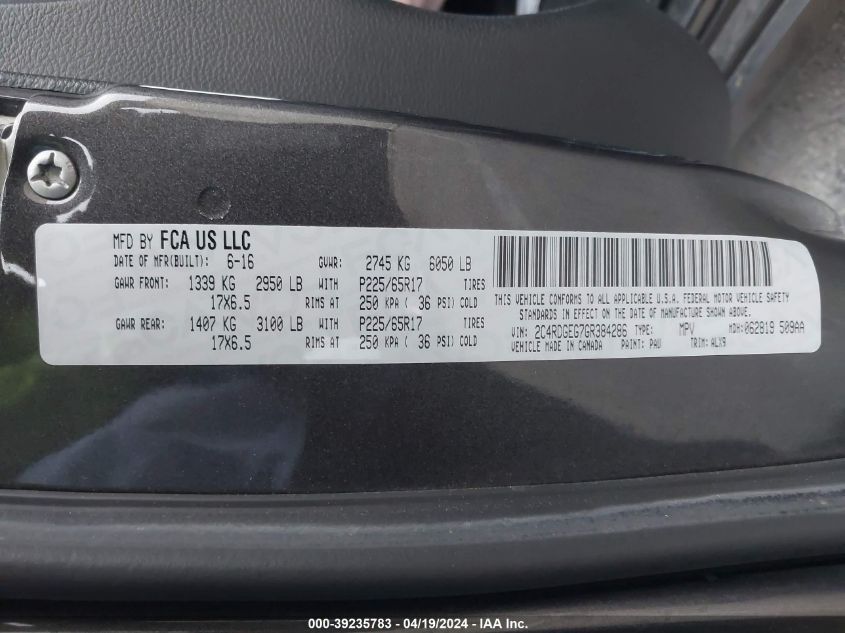 MFD BY FCA US LLC
DATE OF MFR(BUILT): 6-16 GVWR: 2745 KG 6050 LB
GAWR FRONT: 1339 KG 2950 LB WITH P225/65R17 TIRES
17X6.5 RIMS AT 250 KPA ( 36 PSI) COLD
GAWR REAR: 1407 KG 3100 LB WITH P225/65R17 TIRES
17X6.5 RIMS AT 250 KPA ( 36 PSI) COLD
THIS VEHICLE CONFORMS TO ALL APPLICABLE U.S.A. FEDERAL MOTOR VEHICLE SAFETY
STANDARDS IN EFFECT ON THE DATE OF MANUFACTURE SHOWN ABOVE.
VIN: 2C4RDGEG7GR384286 TYPE: MPV MDH: 062819 509AA
VEHICLE MADE IN CANADA PAINT: PAU TRIM: ALX9
000-39235783 - 04/19/2024 - IAA Inc.